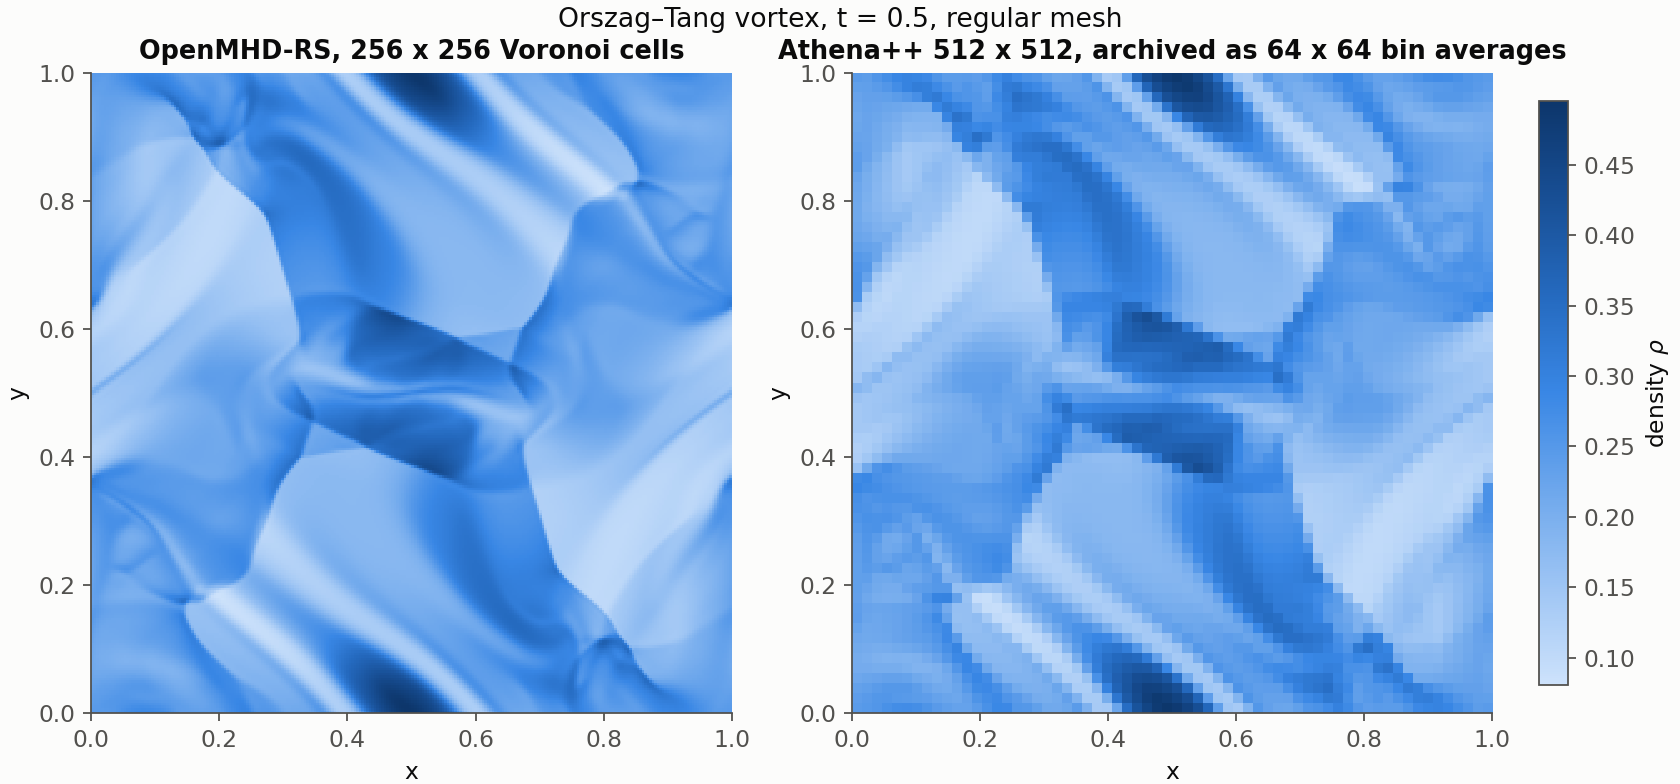 Orszag–Tang vortex, t = 0.5, regular mesh
OpenMHD-RS, 256 x 256 Voronoi cells
Athena++ 512 x 512, archived as 64 x 64 bin averages
1.0
0.8
0.6
0.4
0.2
0.0
y
0.0 0.2 0.4 0.6 0.8 1.0
x
1.0
0.8
0.6
0.4
0.2
0.0
y
0.0 0.2 0.4 0.6 0.8 1.0
x
0.45
0.40
0.35
0.30
0.25
0.20
0.15
0.10
density ρ